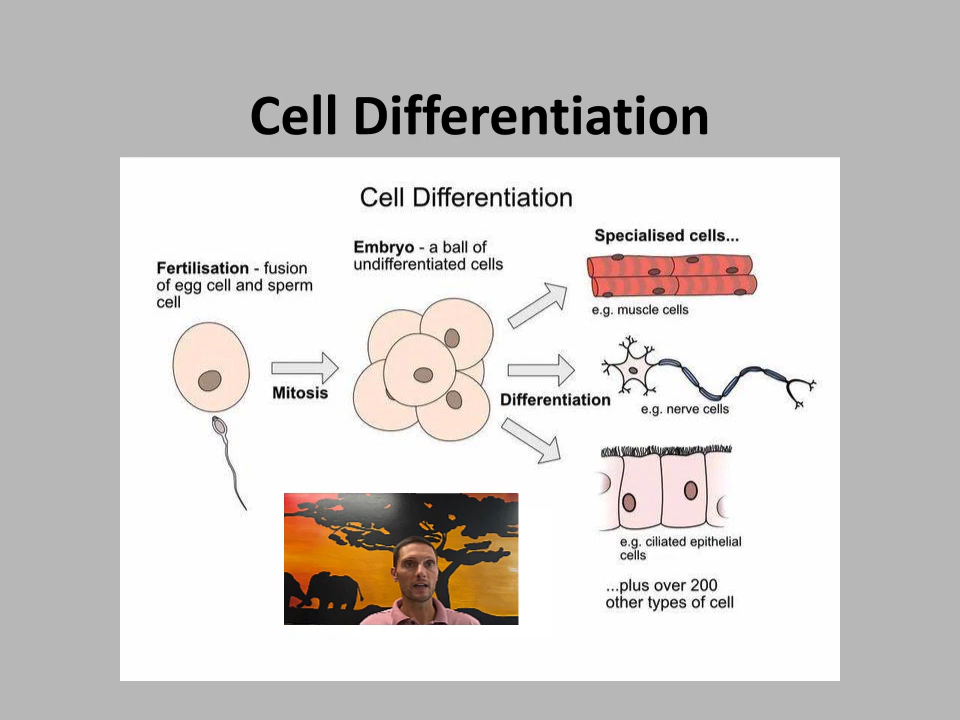 Cell Differentiation
Cell Differentiation
Fertilisation - fusion
of egg cell and sperm
cell
Mitosis
Embryo - a ball of
undifferentiated cells
Differentiation
Specialised cells...
e.g. muscle cells
e.g. nerve cells
e.g. ciliated epithelial
cells
...plus over 200
other types of cell